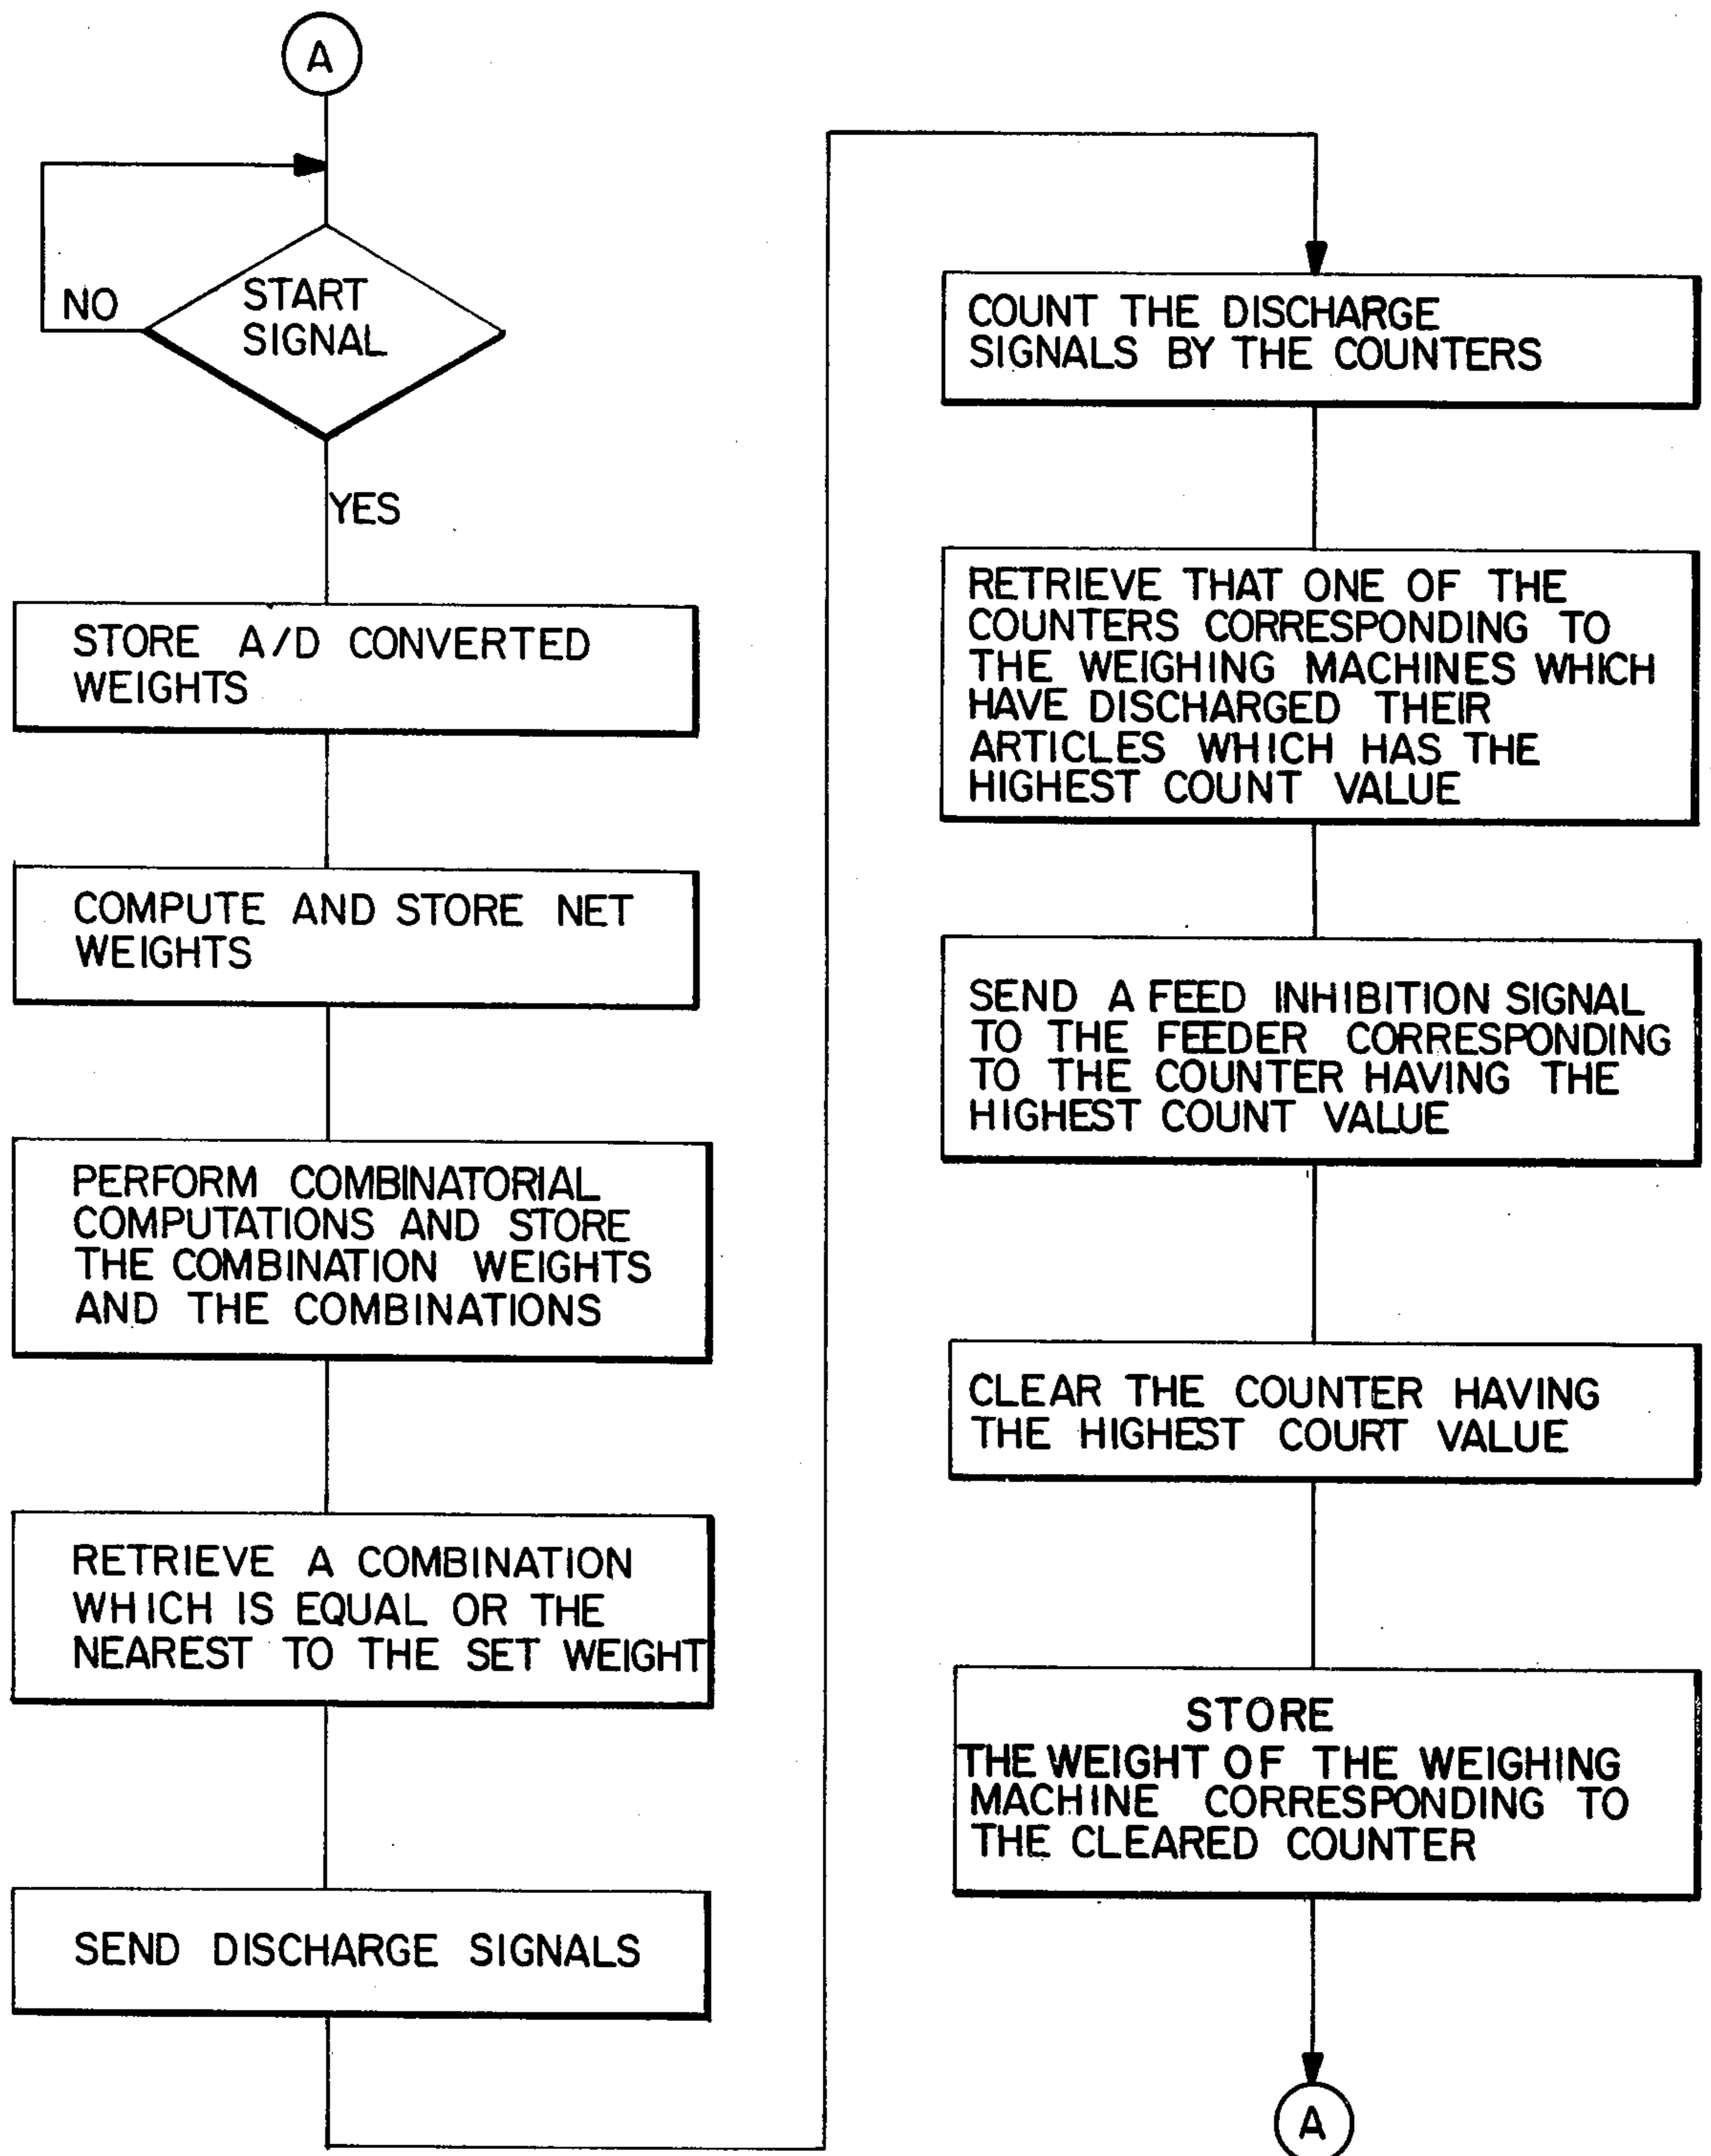 A
NO
START
SIGNAL
YES
STORE A/D CONVERTED
WEIGHTS
COMPUTE AND STORE NET
WEIGHTS
PERFORM COMBINATORIAL
COMPUTATIONS AND STORE
THE COMBINATION WEIGHTS
AND THE COMBINATIONS
RETRIEVE A COMBINATION
WHICH IS EQUAL OR THE
NEAREST TO THE SET WEIGHT
SEND DISCHARGE SIGNALS
COUNT THE DISCHARGE
SIGNALS BY THE COUNTERS
RETRIEVE THAT ONE OF THE
COUNTERS CORRESPONDING TO
THE WEIGHING MACHINES WHICH
HAVE DISCHARGED THEIR
ARTICLES WHICH HAS THE
HIGHEST COUNT VALUE
SEND A FEED INHIBITION SIGNAL
TO THE FEEDER CORRESPONDING
TO THE COUNTER HAVING THE
HIGHEST COUNT VALUE
CLEAR THE COUNTER HAVING
THE HIGHEST COURT VALUE
STORE
THE WEIGHT OF THE WEIGHING
MACHINE CORRESPONDING TO
THE CLEARED COUNTER
A